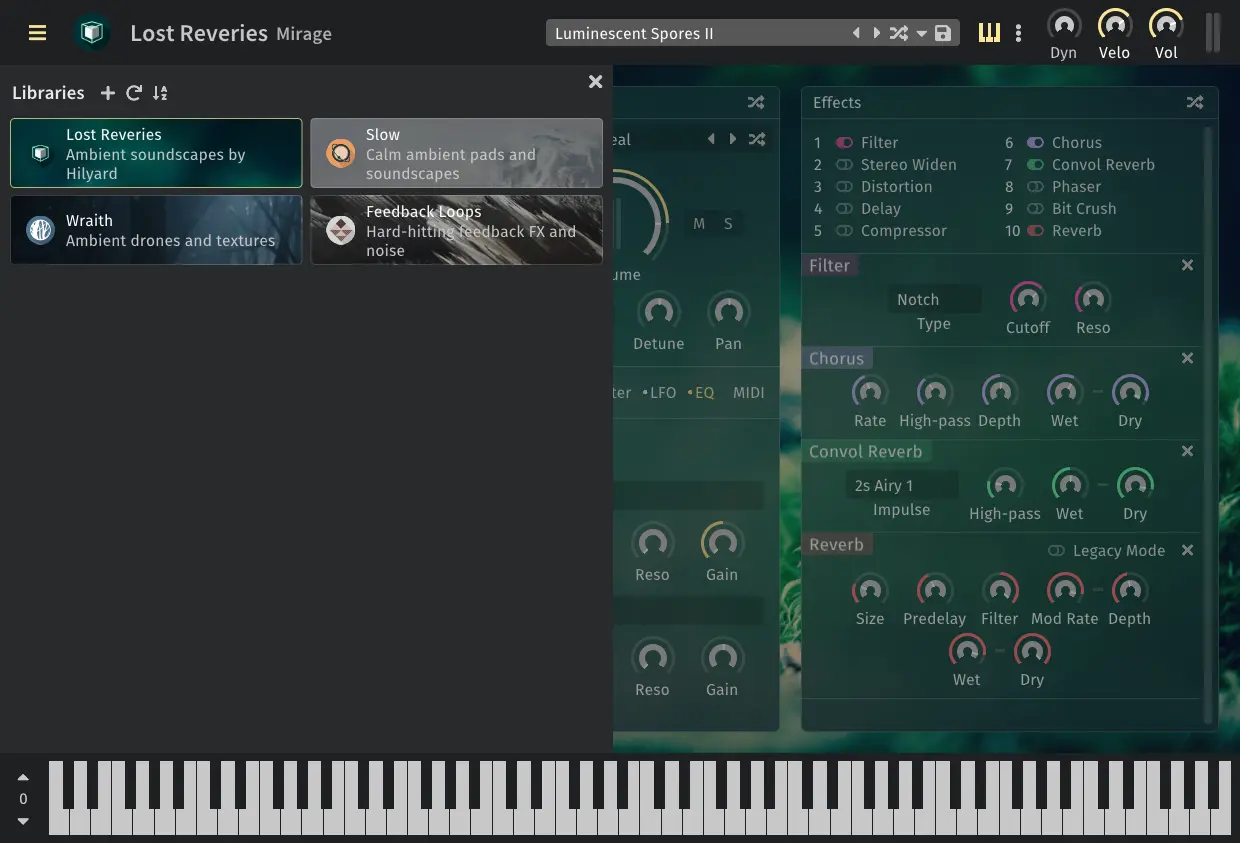 Lost Reveries Mirage
Luminescent Spores II
Dyn Velo Vol
Libraries
Lost Reveries
Ambient soundscapes by
Hilyard
Slow
Calm ambient pads and
soundscapes
Wraith
Ambient drones and textures
Feedback Loops
Hard-hitting feedback FX and
noise
eal
M S
ume
Detune Pan
ter LFO EQ MIDI
Reso Gain
Reso Gain
Effects
1 Filter
2 Stereo Widen
3 Distortion
4 Delay
5 Compressor
6 Chorus
7 Convol Reverb
8 Phaser
9 Bit Crush
10 Reverb
Filter
Notch
Type
Cutoff Reso
Chorus
Rate High-pass Depth Wet Dry
Convol Reverb
2s Airy 1
Impulse
High-pass Wet Dry
Reverb
Legacy Mode
Size Predelay Filter Mod Rate Depth
Wet Dry
0